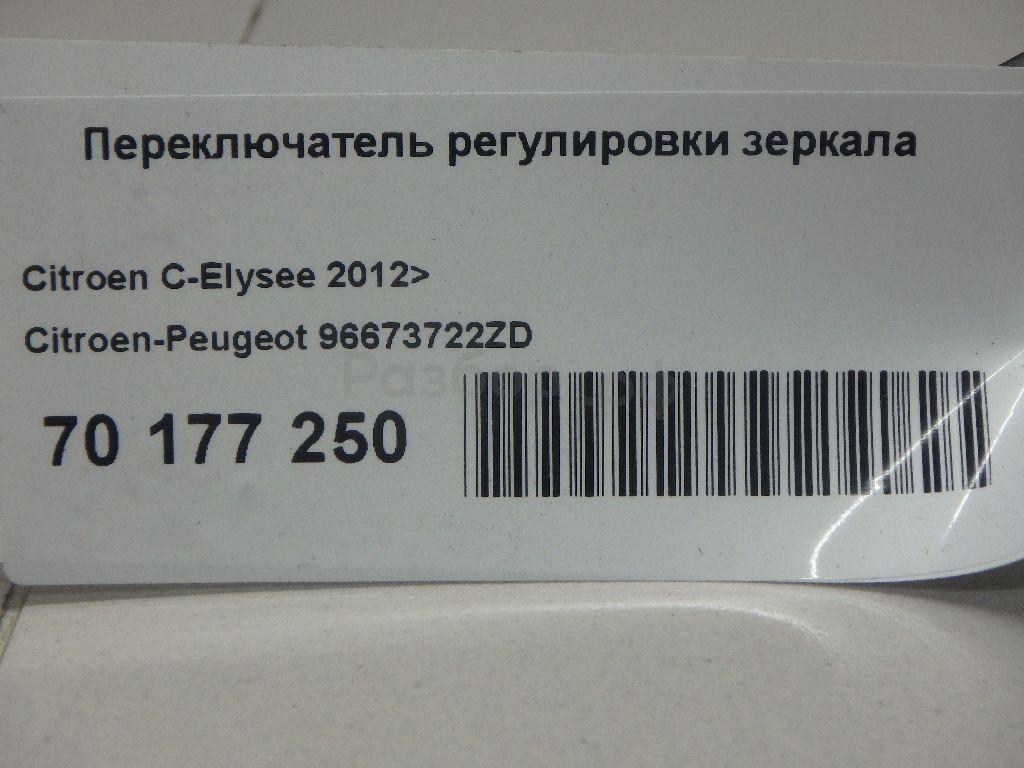 Переключатель регулировки зеркала
Citroen C-Elysee 2012>
Citroen-Peugeot 96673722ZD
70 177 250